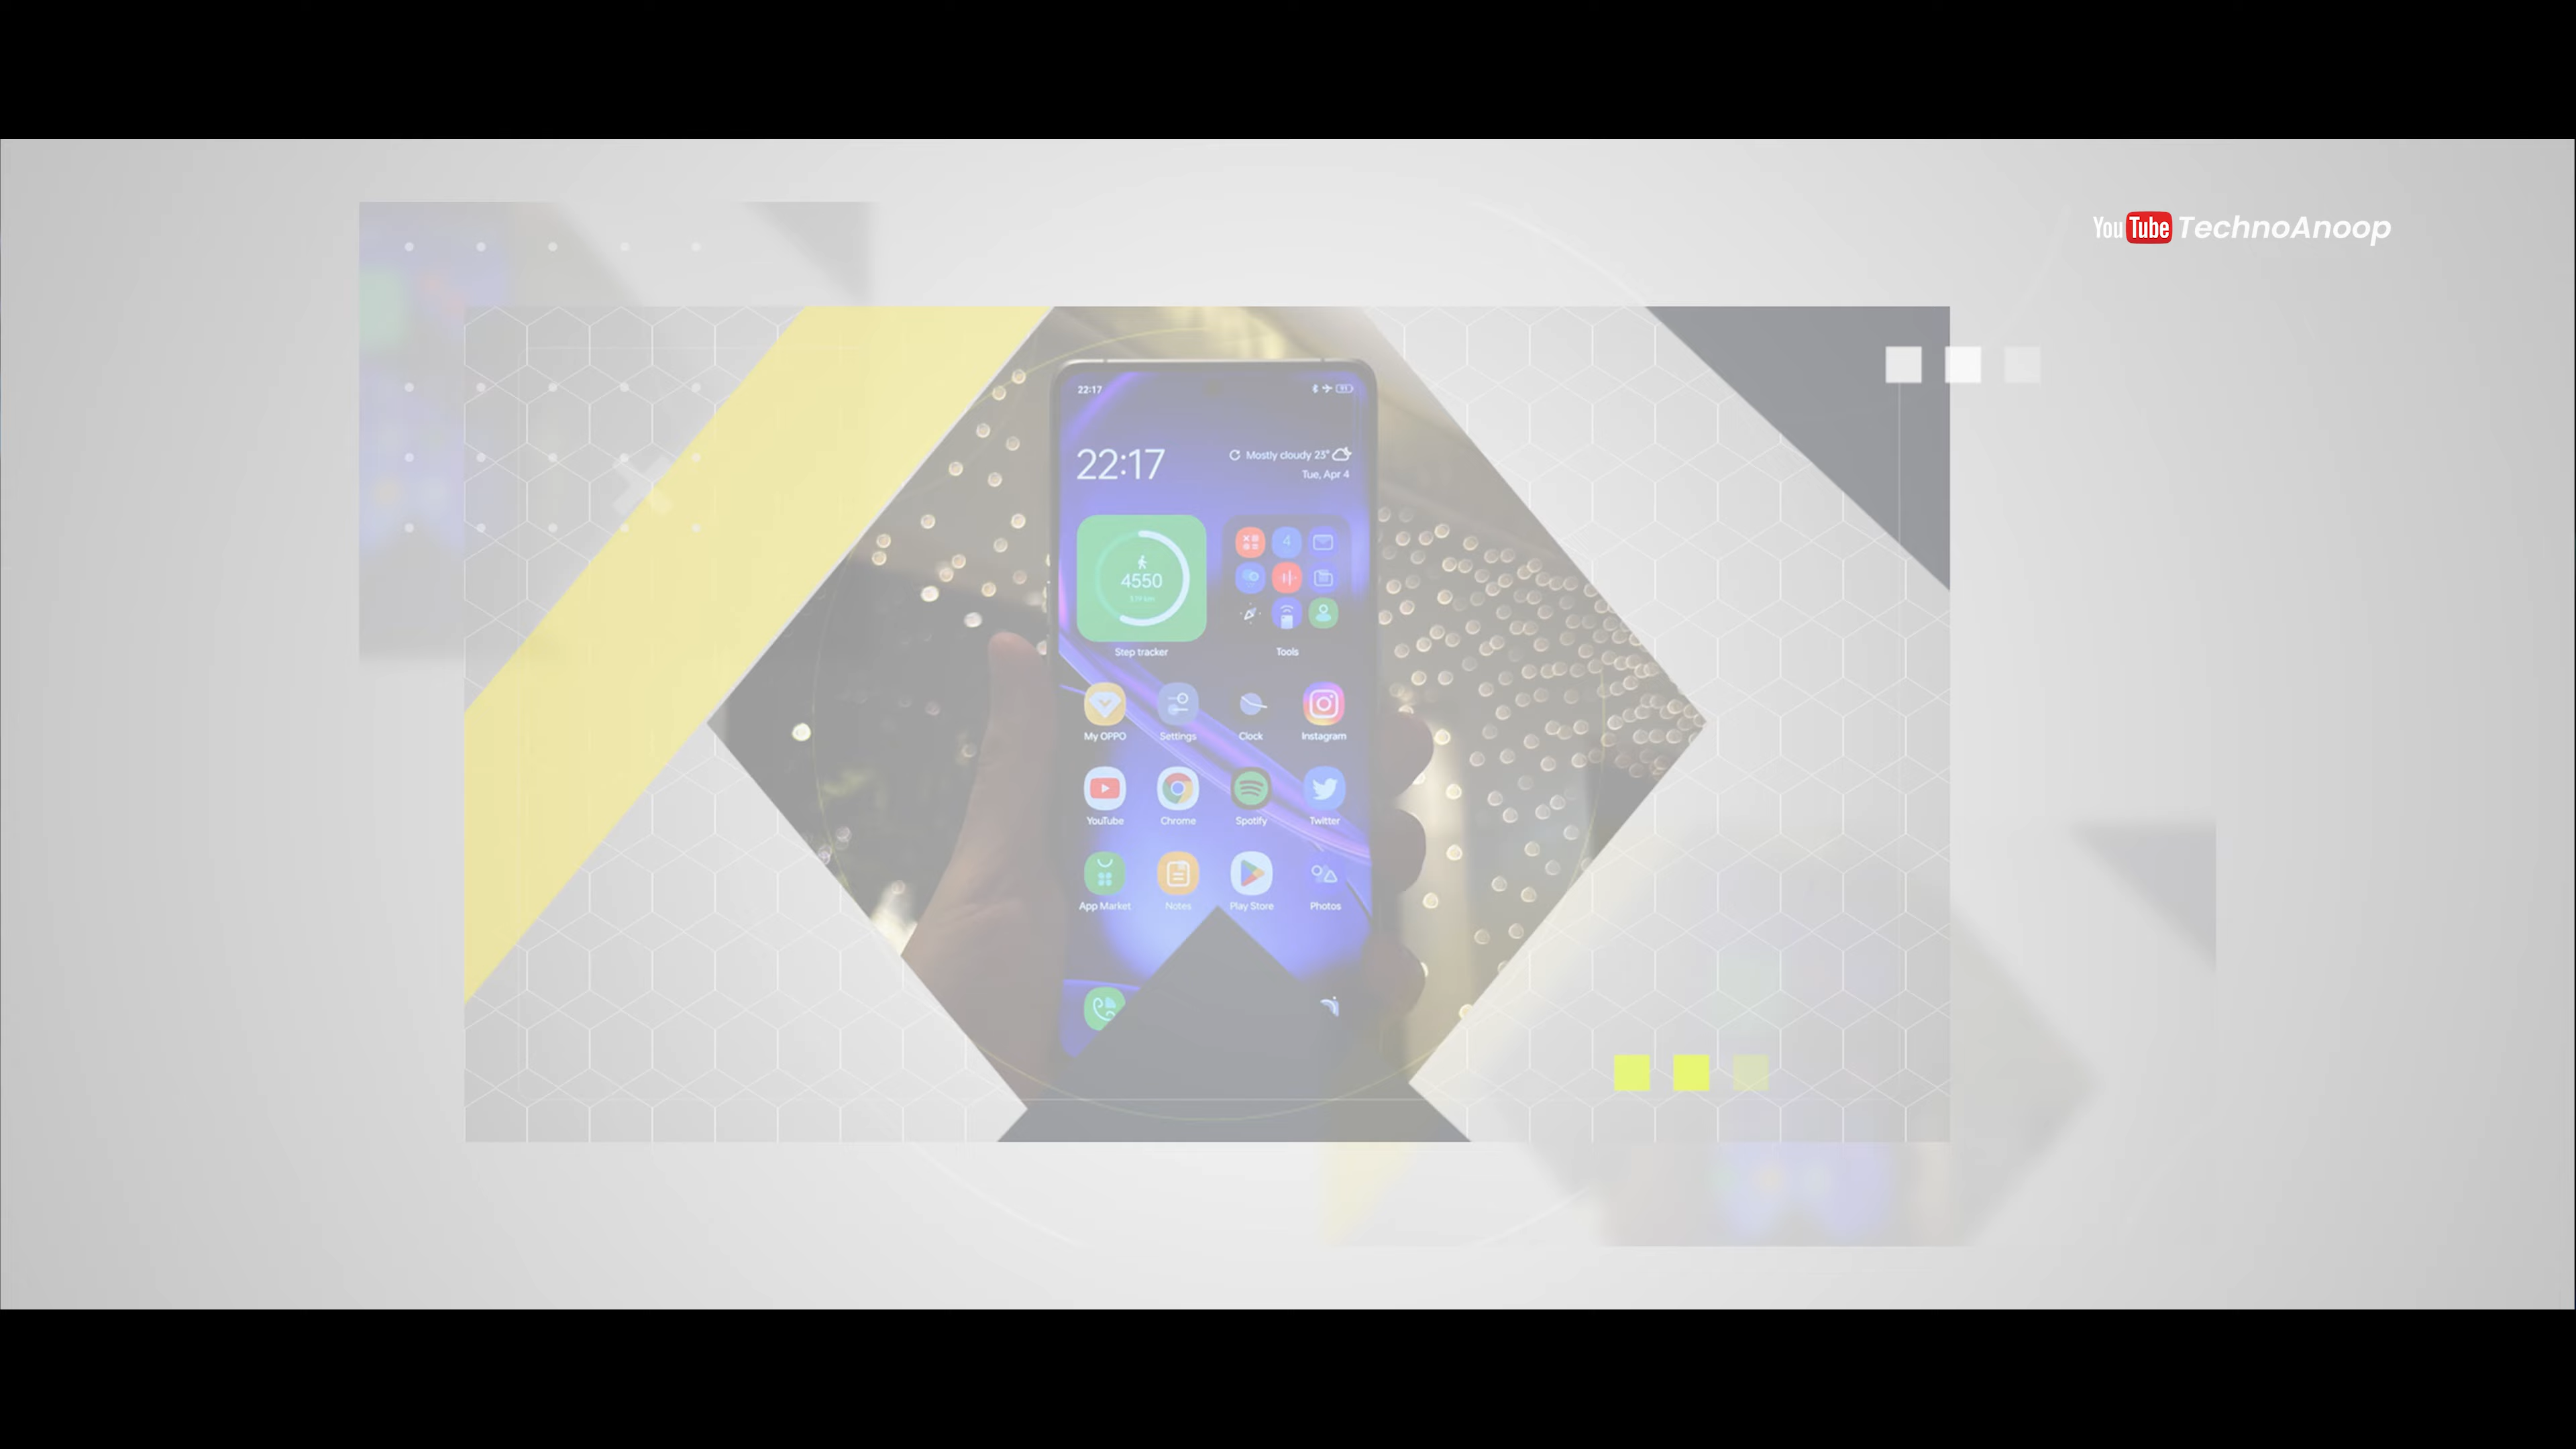 YouTube TechnoAnoop
22:17
22:17
Mostly cloudy 23°
Tue, Apr 4
4550
4
Step tracker
Tools
My OPPO
Settings
Clock
Instagram
YouTube
Chrome
Spotify
Twitter
App Market
Notes
Play Store
Photos